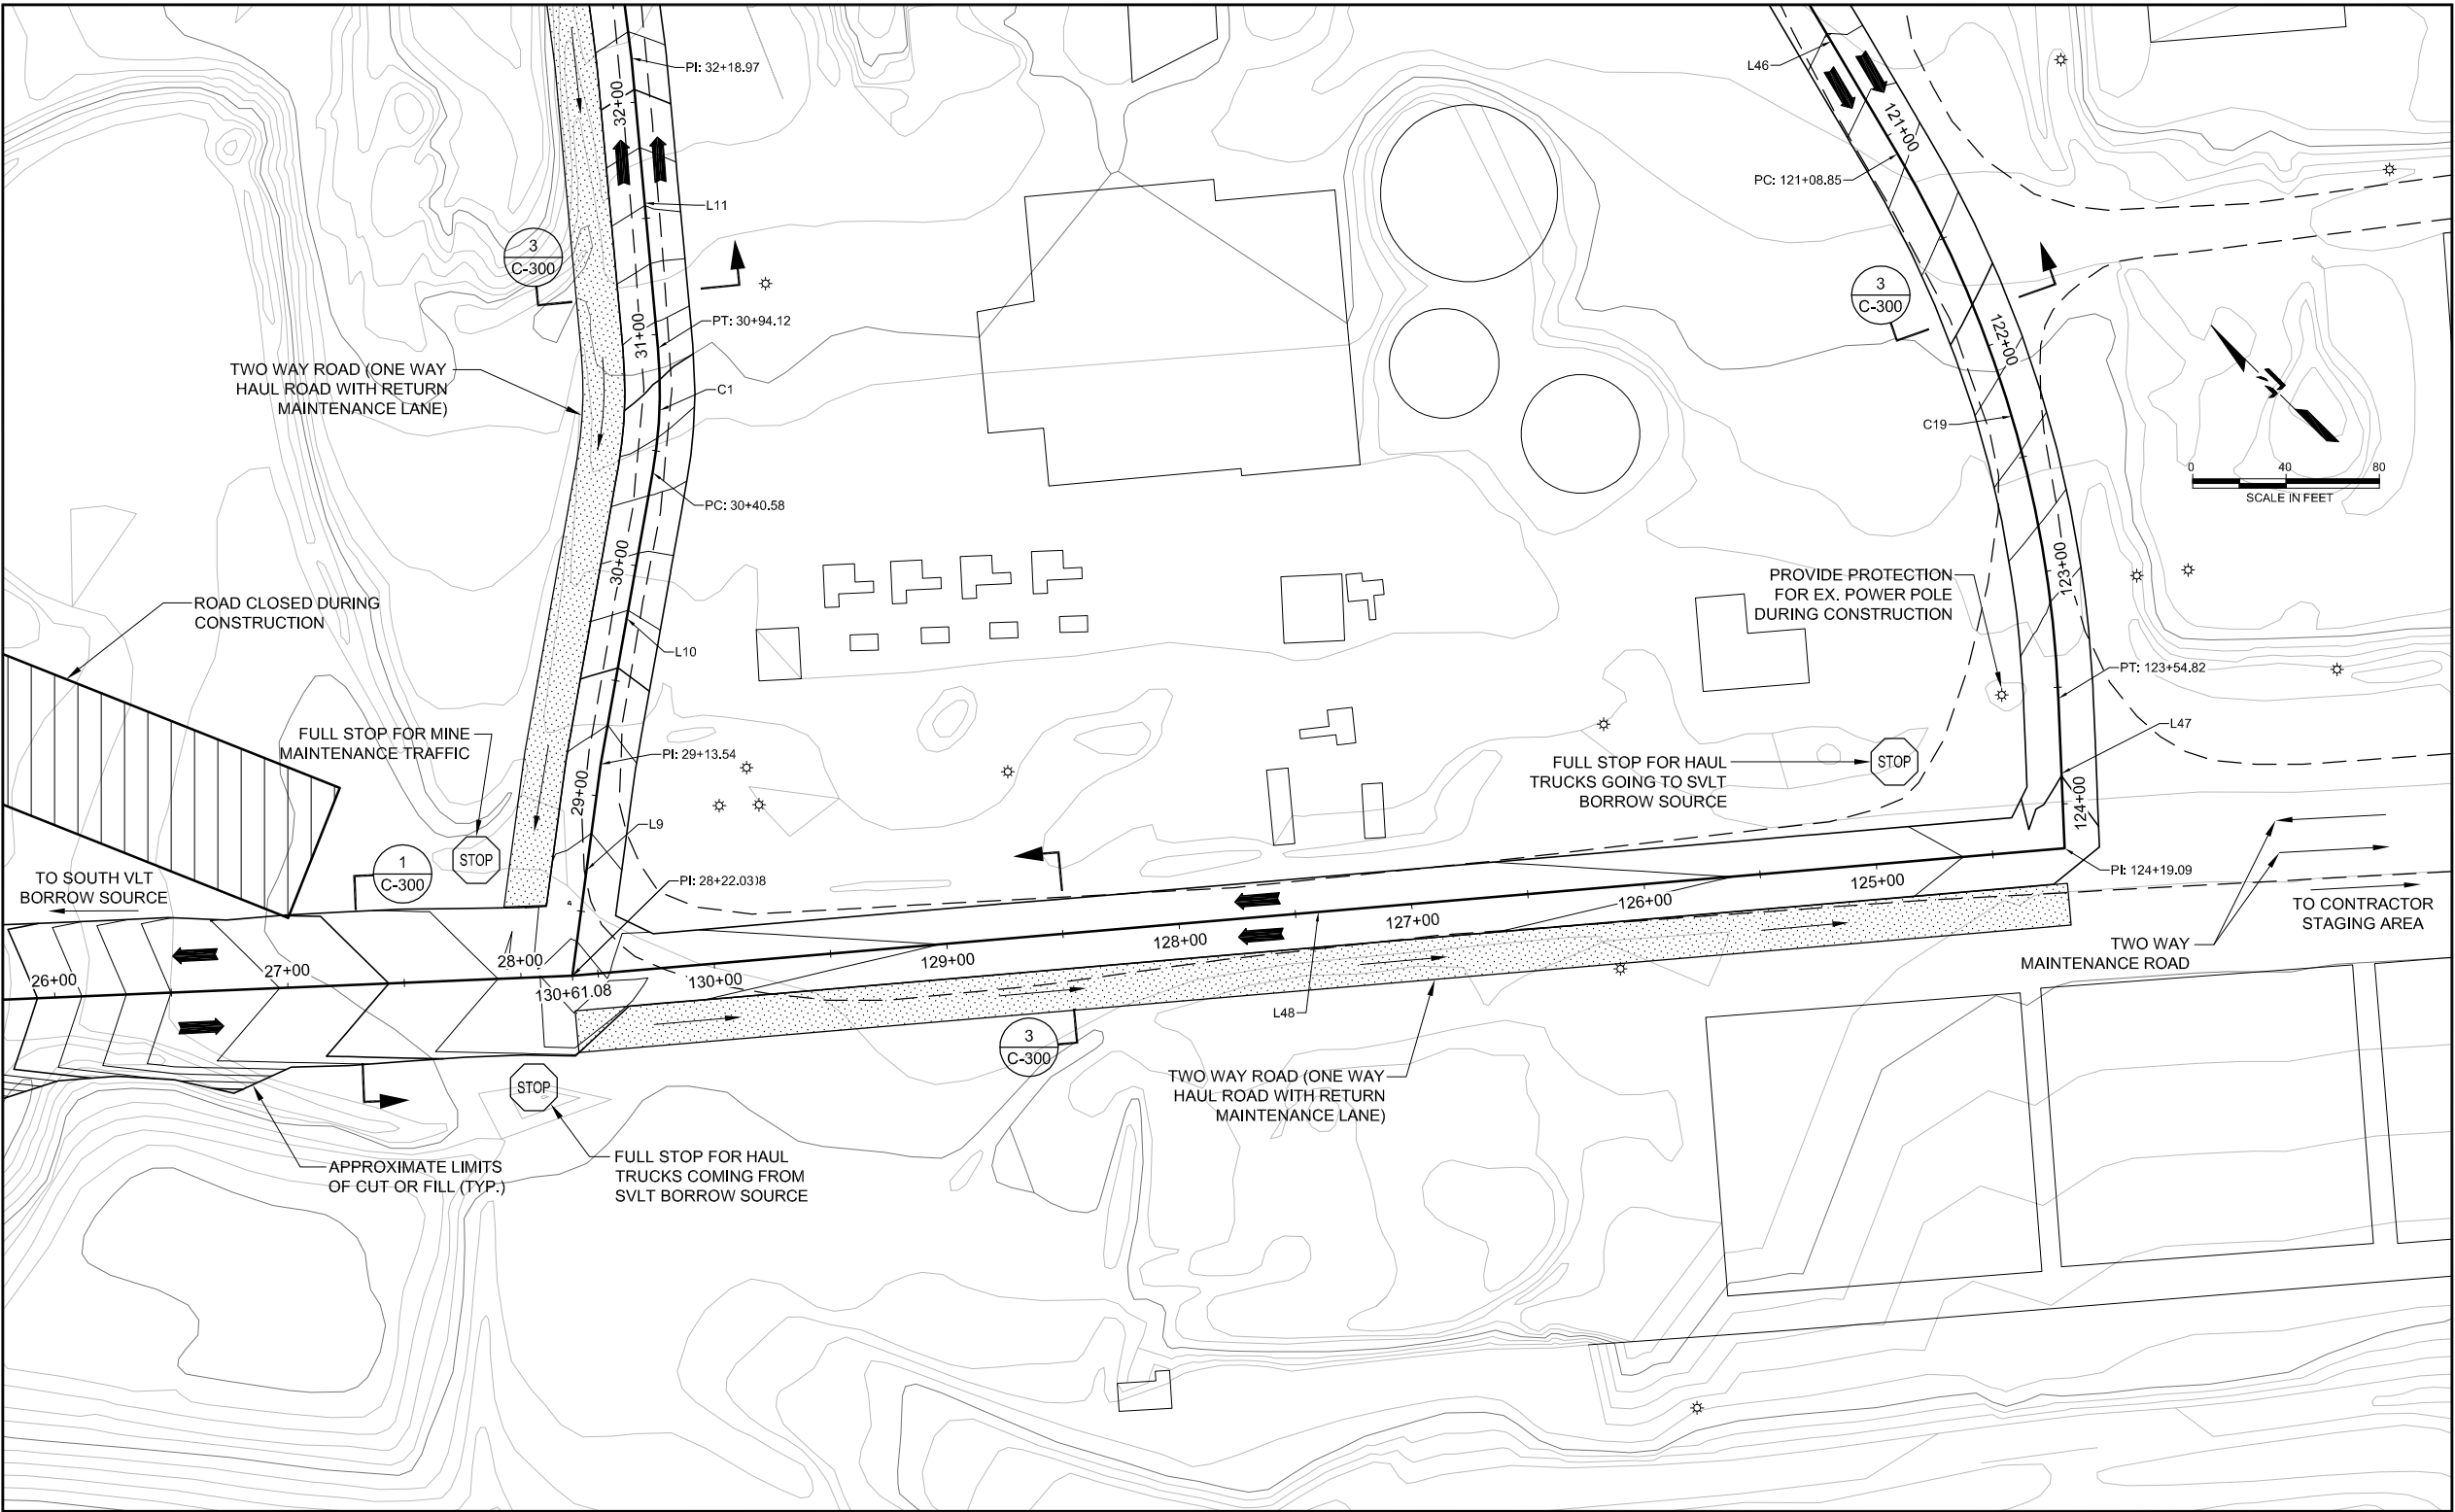 PI: 32+18.97
32+00
L11
3
C-300
PT: 30+94.12
31+00
TWO WAY ROAD (ONE WAY
HAUL ROAD WITH RETURN
MAINTENANCE LANE)
C1
PC: 30+40.58
30+00
ROAD CLOSED DURING
CONSTRUCTION
L10
FULL STOP FOR MINE
MAINTENANCE TRAFFIC
PI: 29+13.54
29+00
L9
STOP
1
C-300
TO SOUTH VLT
BORROW SOURCE
PI: 28+22.03
26+00
27+00
28+00
130+61.08
130+00
129+00
128+00
127+00
126+00
125+00
L46
121+00
PC: 121+08.85
3
C-300
122+00
C19
0
40
80
SCALE IN FEET
PROVIDE PROTECTION
FOR EX. POWER POLE
DURING CONSTRUCTION
123+00
PT: 123+54.82
L47
FULL STOP FOR HAUL
TRUCKS GOING TO SVLT
BORROW SOURCE
STOP
124+00
PI: 124+19.09
TO CONTRACTOR
STAGING AREA
TWO WAY
MAINTENANCE ROAD
L48
3
C-300
TWO WAY ROAD (ONE WAY
HAUL ROAD WITH RETURN
MAINTENANCE LANE)
STOP
APPROXIMATE LIMITS
OF CUT OR FILL (TYP.)
FULL STOP FOR HAUL
TRUCKS COMING FROM
SVLT BORROW SOURCE